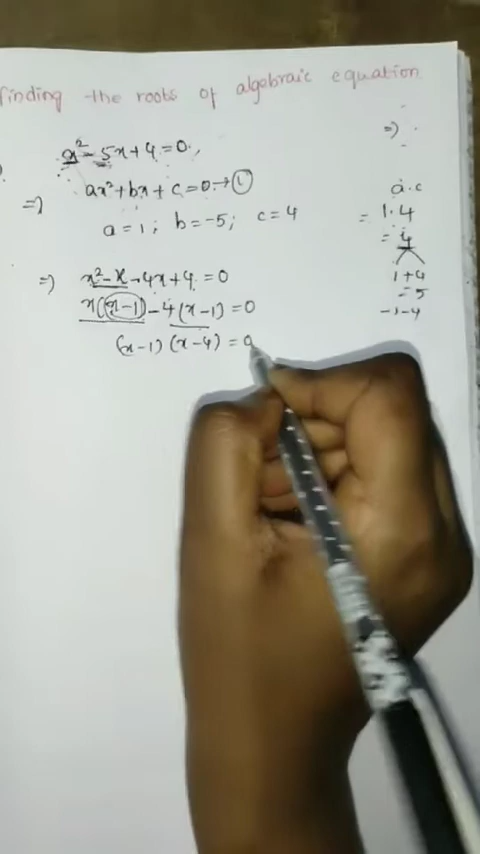 finding the roots of algebraic equation
x² - 5x + 4 = 0.,
=> ax² + bx + c = 0 → ①
a = 1; b = -5; c = 4
=> x² - x - 4x + 4 = 0
x(x-1) - 4(x-1) = 0
(x-1) (x-4) = 0
=>
a.c
= 1.4
= 4
1+4
= 5
-1-4